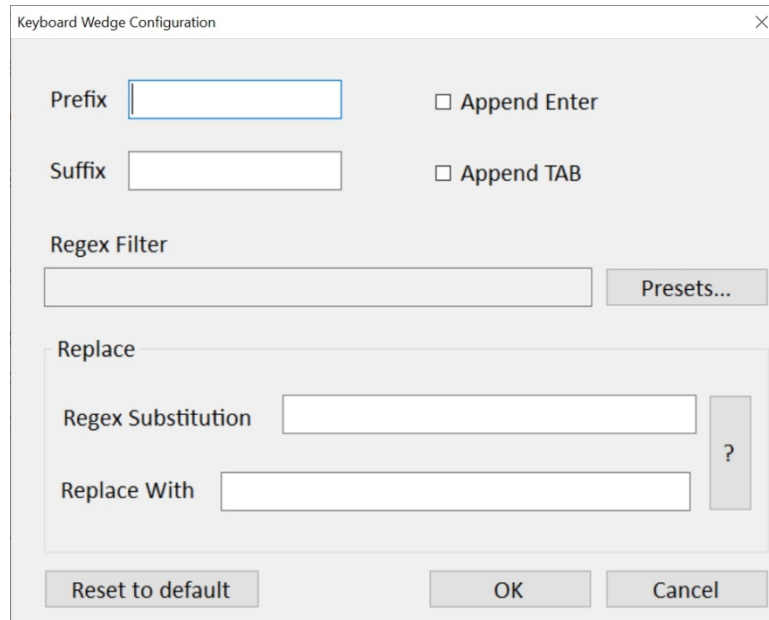 Keyboard Wedge Configuration
Prefix
Append Enter
Suffix
Append TAB
Regex Filter
Presets...
Replace
Regex Substitution
?
Replace With
Reset to default
OK
Cancel